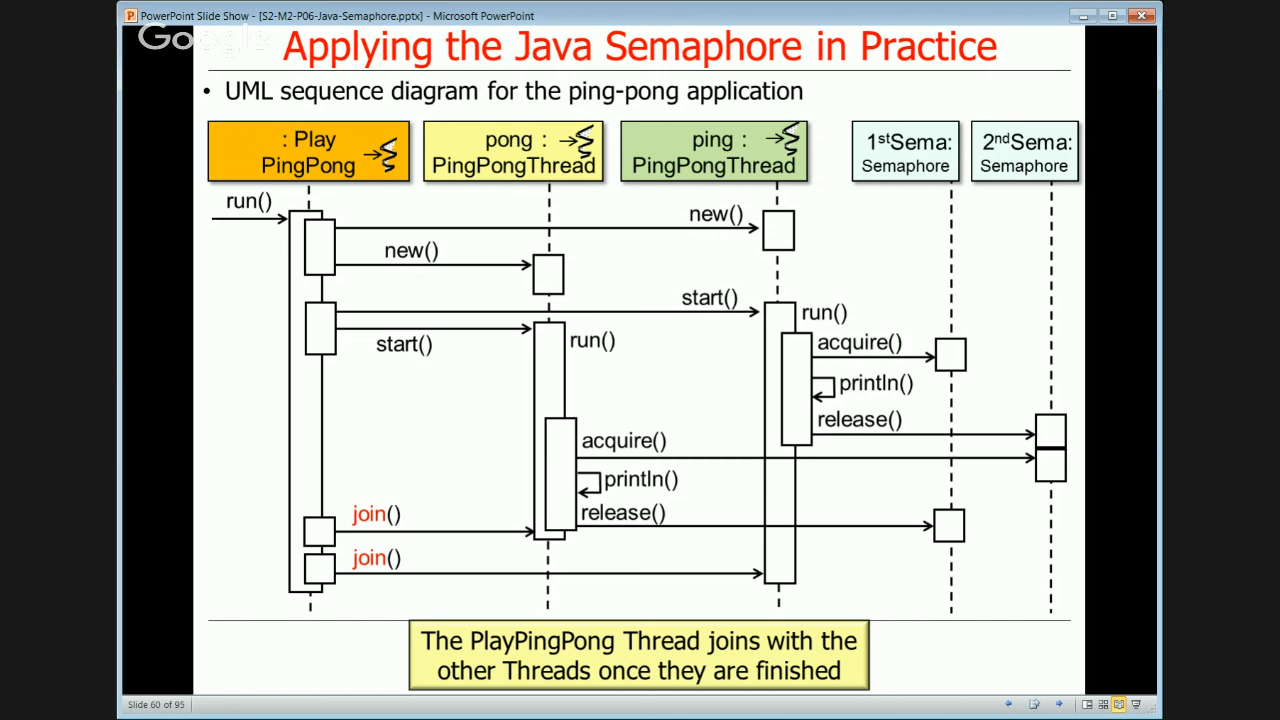 PowerPoint Slide Show - [S2-M2-P06-Java-Semaphore.pptx] - Microsoft PowerPoint
Google
Applying the Java Semaphore in Practice
• UML sequence diagram for the ping-pong application
: Play
PingPong
pong :
PingPongThread
ping :
PingPongThread
1stSema:
Semaphore
2ndSema:
Semaphore
run()
new()
new()
start()
run()
start()
run()
acquire()
println()
release()
acquire()
println()
release()
join()
join()
The PlayPingPong Thread joins with the
other Threads once they are finished
Slide 60 of 95